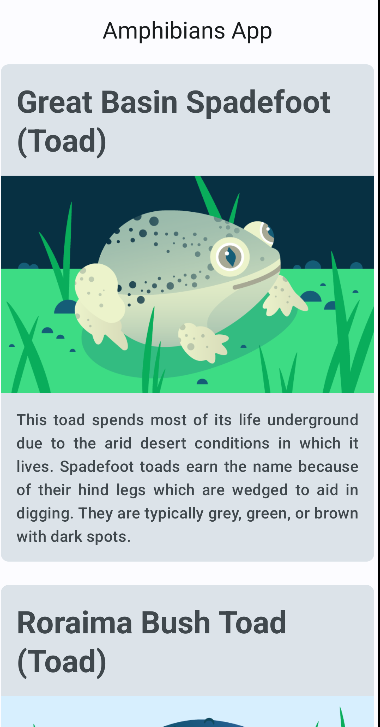 Amphibians App
Great Basin Spadefoot
(Toad)
This toad spends most of its life underground
due to the arid desert conditions in which it
lives. Spadefoot toads earn the name because
of their hind legs which are wedged to aid in
digging. They are typically grey, green, or brown
with dark spots.
Roraima Bush Toad
(Toad)